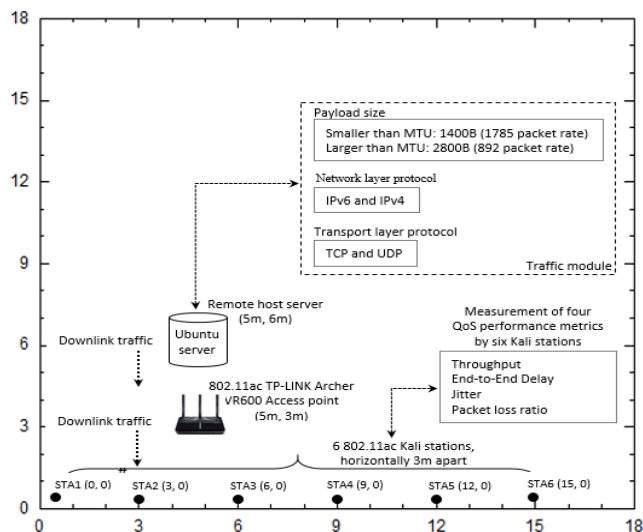 18
15
12
9
6
3
0
Payload size
Smaller than MTU: 1400B (1785 packet rate)
Larger than MTU: 2800B (892 packet rate)
Network layer protocol
IPv6 and IPv4
Transport layer protocol
TCP and UDP
Traffic module
Remote host server
(5m, 6m)
Ubuntu
server
Downlink traffic
Measurement of four
QoS performance metrics
by six Kali stations
Throughput
End-to-End Delay
Jitter
Packet loss ratio
802.11ac TP-LINK Archer
VR600 Access point
(5m, 3m)
Downlink traffic
6 802.11ac Kali stations,
horizontally 3m apart
STA1 (0, 0) STA2 (3, 0) STA3 (6, 0) STA4 (9, 0) STA5 (12, 0) STA6 (15, 0)
0 3 6 9 12 15 18